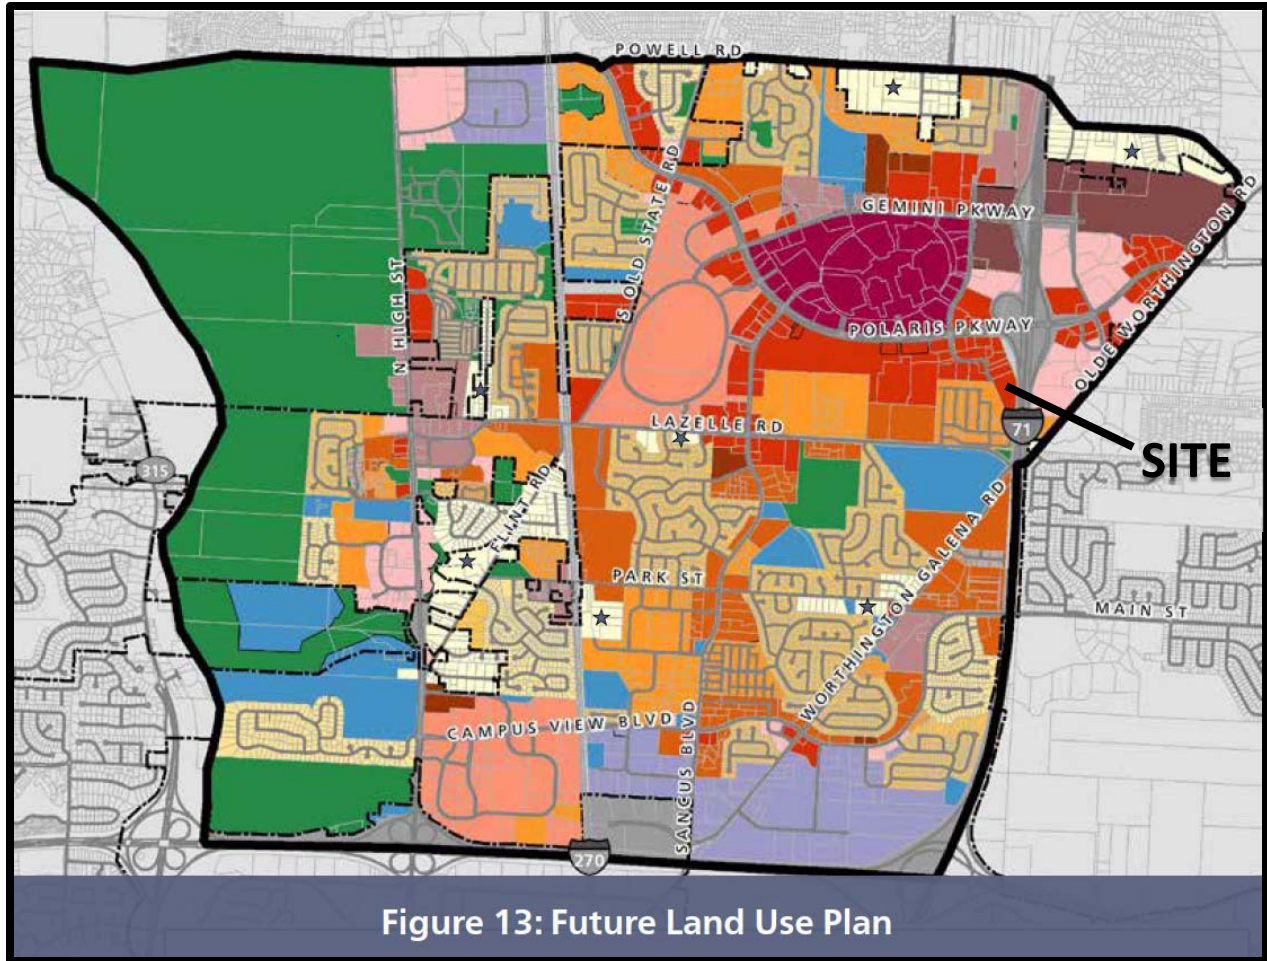 POWELL RD
S OLD STATE RD
GEMINI PKWAY
OLDE WORTHINGTON RD
N HIGH ST
POLARIS PKWAY
LAZELLE RD
71
SITE
315
FLINT RD
WORTHINGTON GALENA RD
PARK ST
MAIN ST
CAMPUS VIEW BLVD
SANCUS BLVD
270
Figure 13: Future Land Use Plan